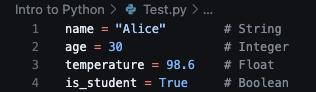 Intro to Python > Test.py > ...
1 name = "Alice" # String
2 age = 30 # Integer
3 temperature = 98.6 # Float
4 is_student = True # Boolean